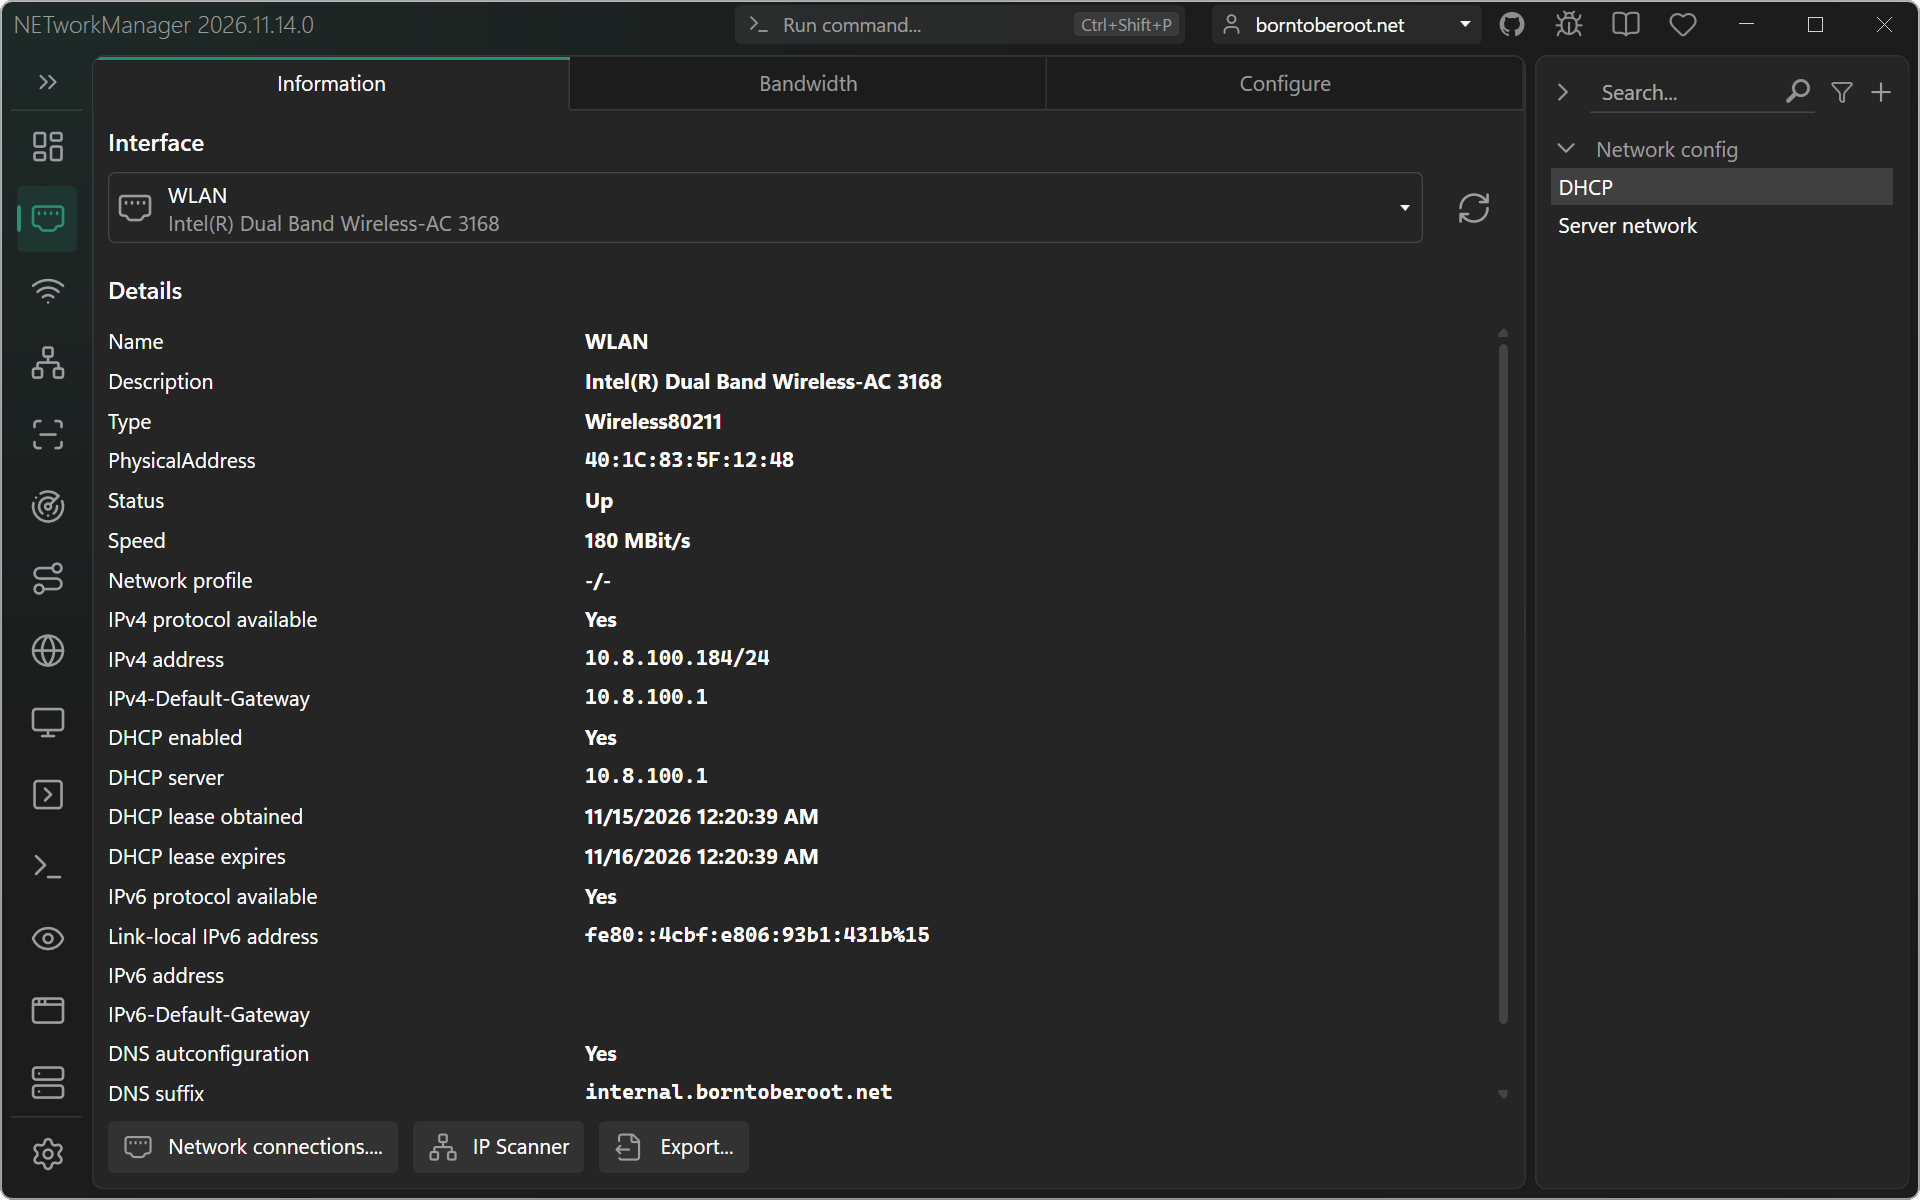 NETworkManager 2026.11.14.0
Run command...
Ctrl+Shift+P
borntoberoot.net
Information
Bandwidth
Configure
Interface
WLAN
Intel(R) Dual Band Wireless-AC 3168
Details
Name WLAN
Description Intel(R) Dual Band Wireless-AC 3168
Type Wireless80211
PhysicalAddress 40:1C:83:5F:12:48
Status Up
Speed 180 MBit/s
Network profile -/-
IPv4 protocol available Yes
IPv4 address 10.8.100.184/24
IPv4-Default-Gateway 10.8.100.1
DHCP enabled Yes
DHCP server 10.8.100.1
DHCP lease obtained 11/15/2026 12:20:39 AM
DHCP lease expires 11/16/2026 12:20:39 AM
IPv6 protocol available Yes
Link-local IPv6 address fe80::4cbf:e806:93b1:431b%15
IPv6 address
IPv6-Default-Gateway
DNS autconfiguration Yes
DNS suffix internal.borntoberoot.net
Network connections....
IP Scanner
Export...
Search...
Network config
DHCP
Server network